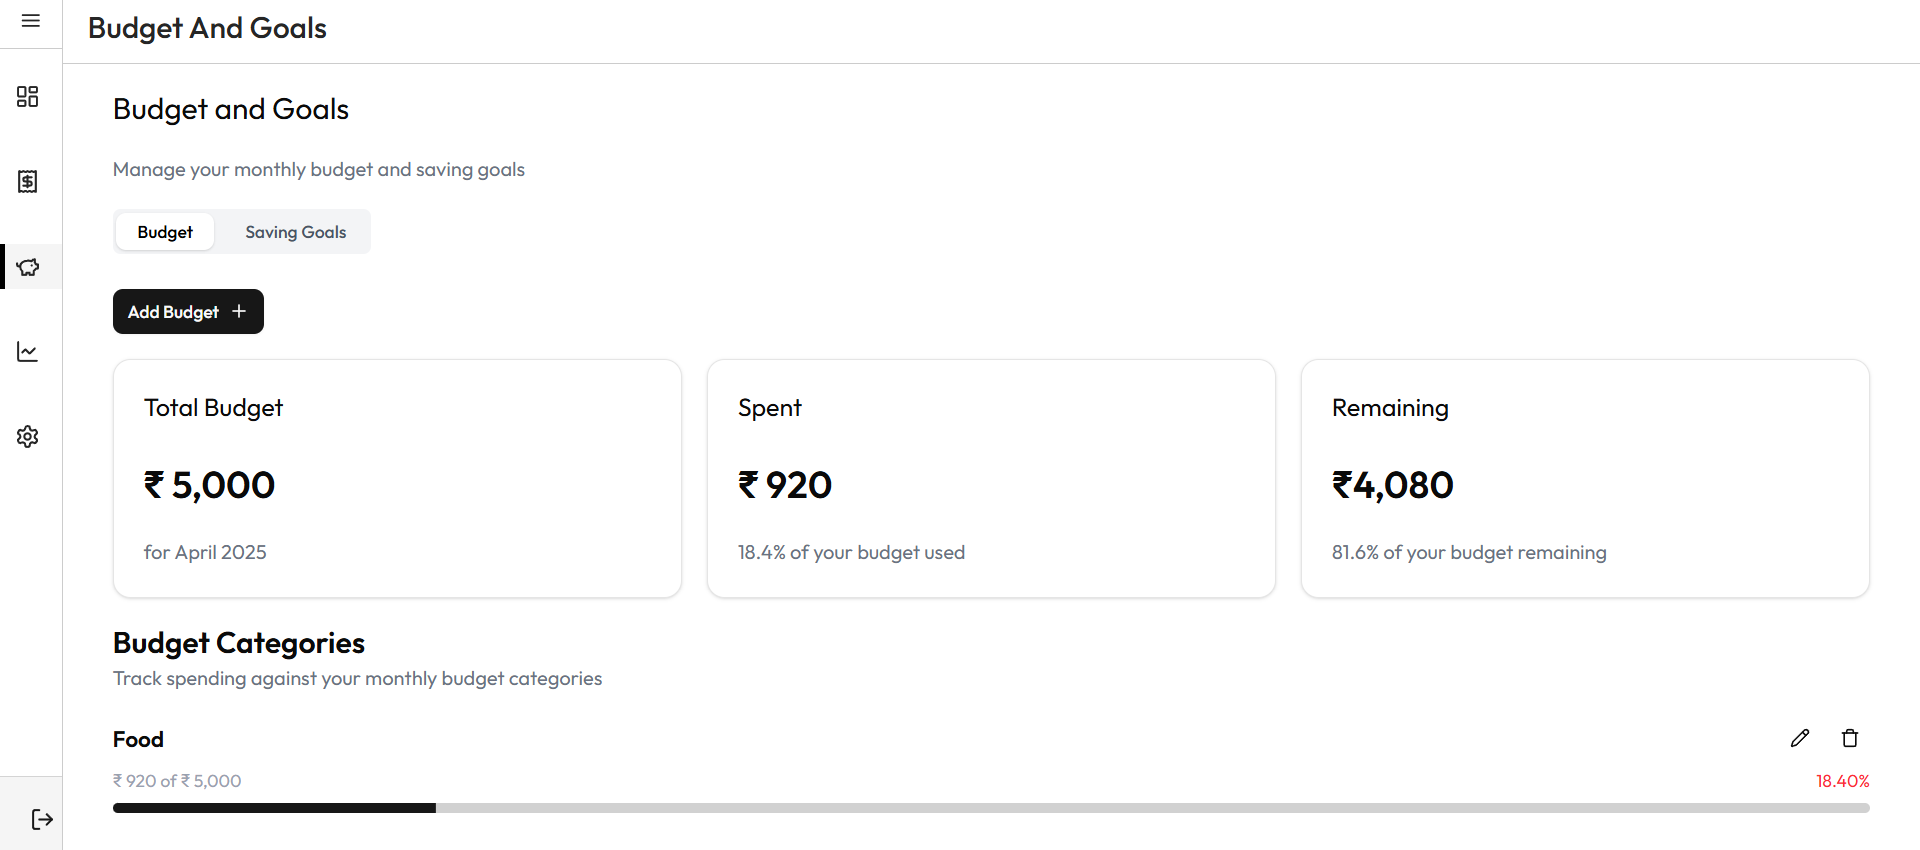 Budget And Goals
Budget and Goals
Manage your monthly budget and saving goals
Budget Saving Goals
Add Budget +
Total Budget
₹ 5,000
for April 2025
Spent
₹ 920
18.4% of your budget used
Remaining
₹4,080
81.6% of your budget remaining
Budget Categories
Track spending against your monthly budget categories
Food
₹ 920 of ₹ 5,000 18.40%